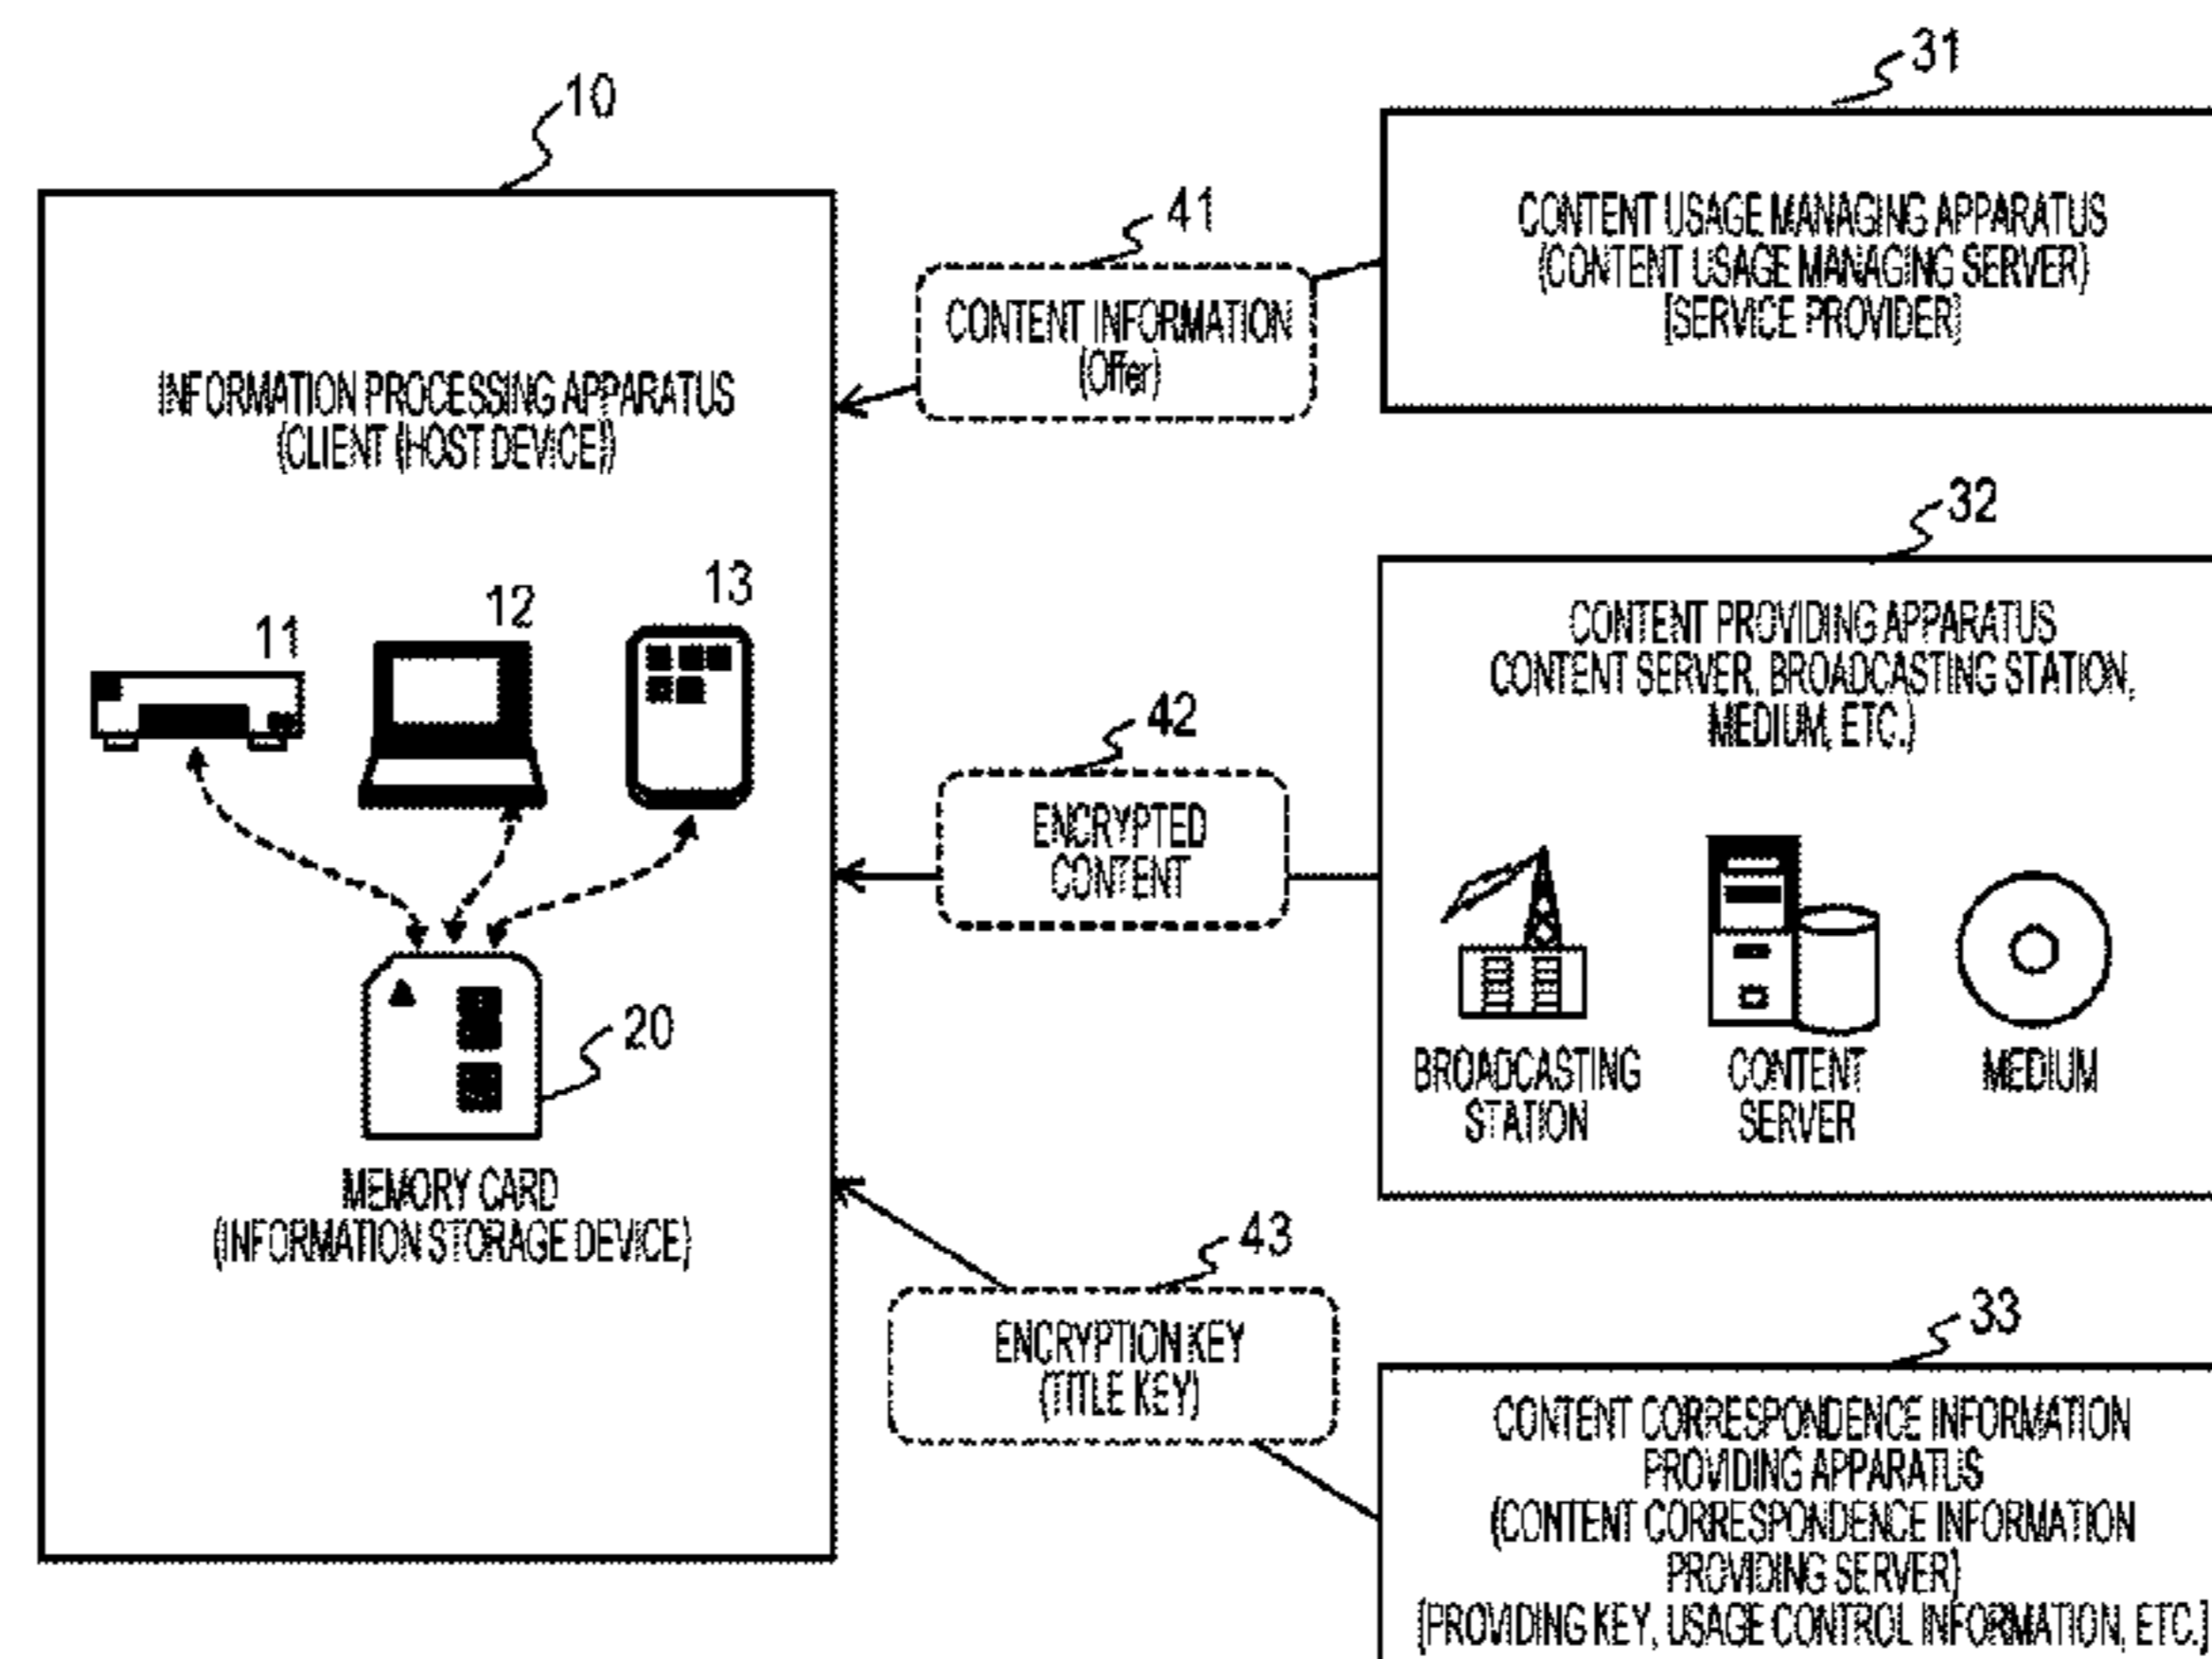 10
INFORMATION PROCESSING APPARATUS
(CLIENT (HOST DEVICE))
11
12
13
20
MEMORY CARD
(INFORMATION STORAGE DEVICE)
41
CONTENT INFORMATION
(Offer)
42
ENCRYPTED
CONTENT
43
ENCRYPTION KEY
(TITLE KEY)
31
CONTENT USAGE MANAGING APPARATUS
(CONTENT USAGE MANAGING SERVER)
[SERVICE PROVIDER]
32
CONTENT PROVIDING APPARATUS
CONTENT SERVER, BROADCASTING STATION,
MEDIUM, ETC.)
BROADCASTING
STATION
CONTENT
SERVER
MEDIUM
33
CONTENT CORRESPONDENCE INFORMATION
PROVIDING APPARATUS
(CONTENT CORRESPONDENCE INFORMATION
PROVIDING SERVER)
[PROVIDING KEY, USAGE CONTROL INFORMATION, ETC.]